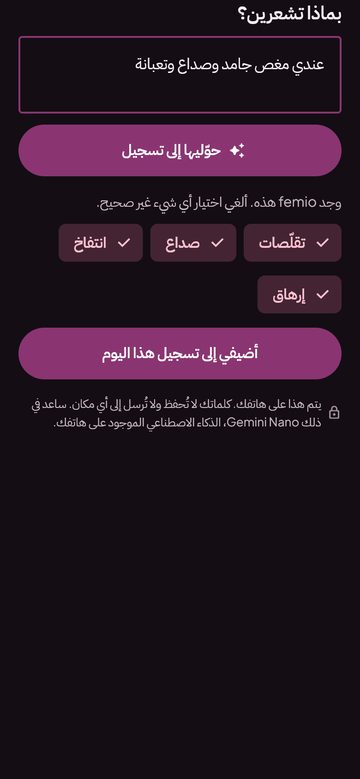 بماذا تشعرين؟
عندي مغص جامد وصداع وتعبانة
حوّليها إلى تسجيل
وجد femio هذه. ألغي اختيار أي شيء غير صحيح.
تقلّصات صداع انتفاخ
إرهاق
أضيفي إلى تسجيل هذا اليوم
يتم هذا على هاتفك. كلماتك لا تُحفظ ولا تُرسل إلى أي مكان. ساعد في
ذلك Gemini Nano، الذكاء الاصطناعي الموجود على هاتفك.